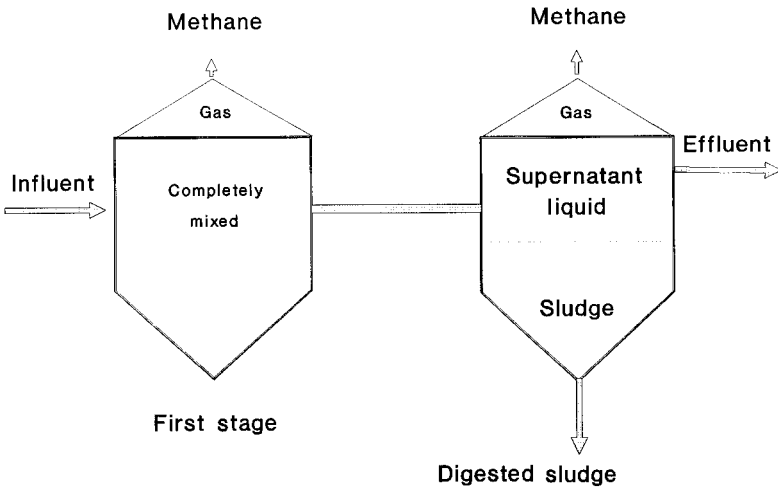 Methane
Methane
Gas
Gas
Effluent
Influent
Completely
mixed
Supernatant
liquid
Sludge
First stage
Digested sludge